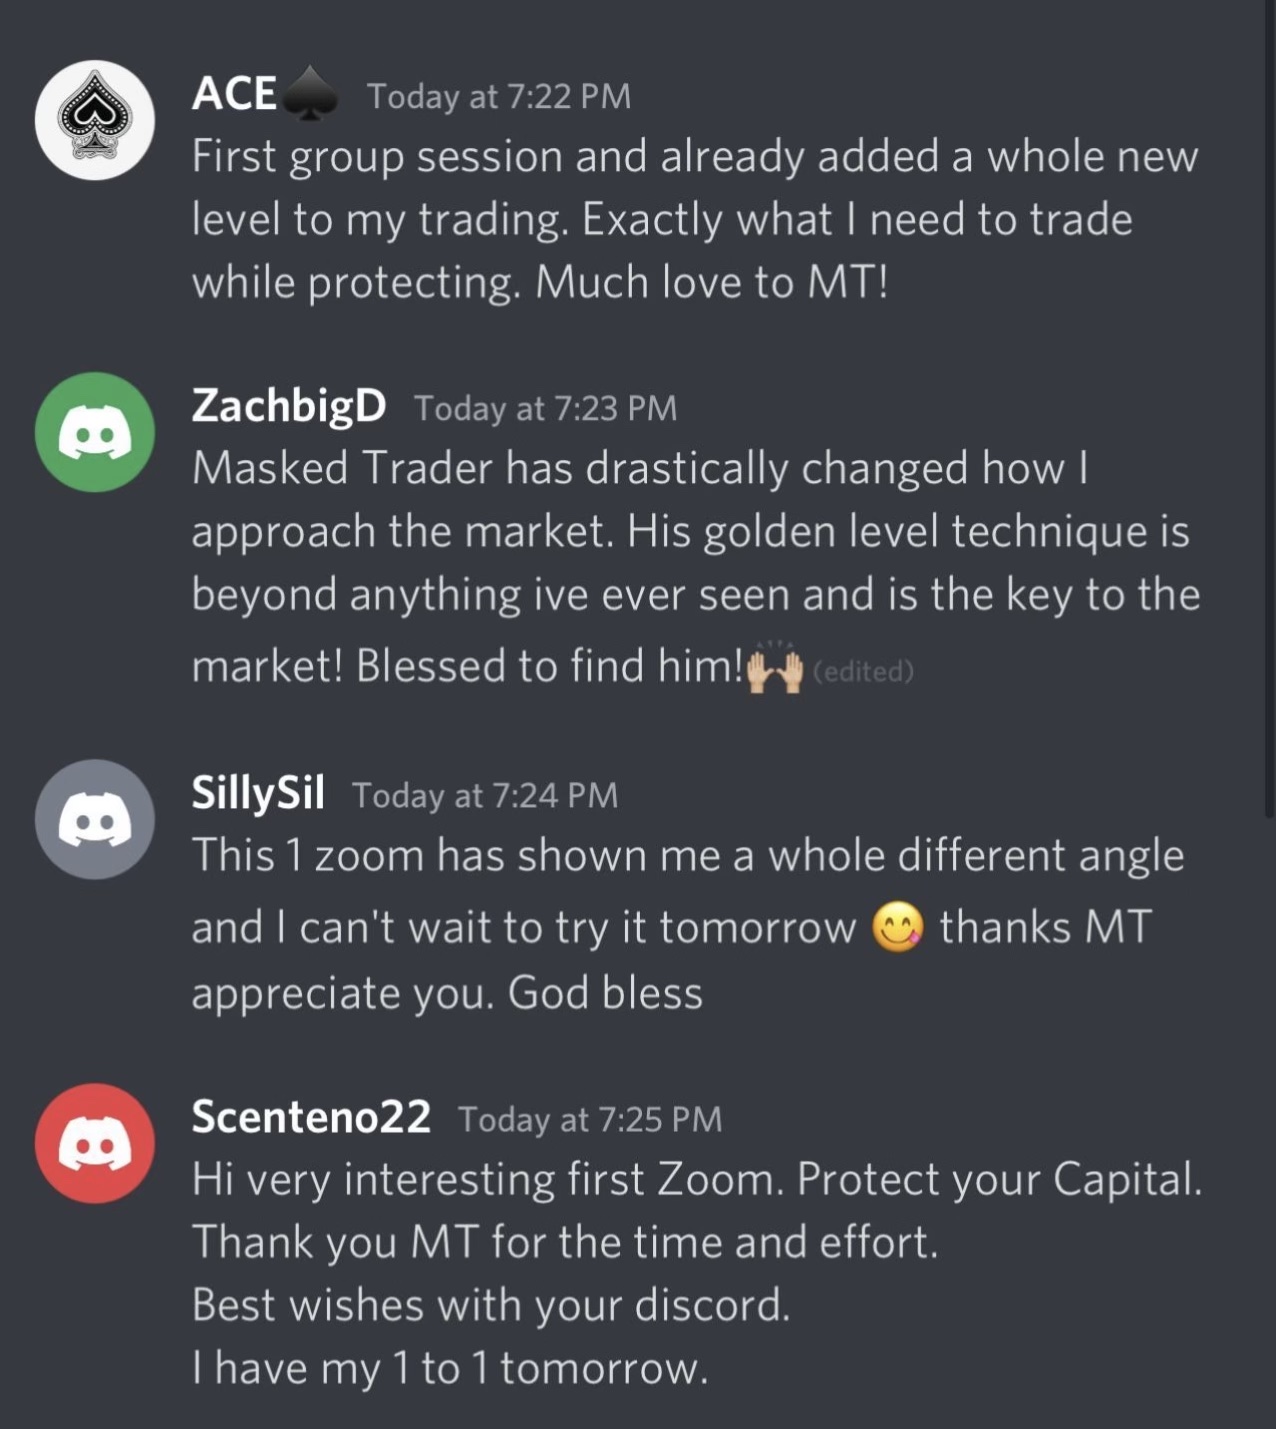 ACE♠ Today at 7:22 PM
First group session and already added a whole new
level to my trading. Exactly what I need to trade
while protecting. Much love to MT!
ZachbigD Today at 7:23 PM
Masked Trader has drastically changed how I
approach the market. His golden level technique is
beyond anything ive ever seen and is the key to the
market! Blessed to find him!🙌🏼 (edited)
SillySil Today at 7:24 PM
This 1 zoom has shown me a whole different angle
and I can't wait to try it tomorrow 😋 thanks MT
appreciate you. God bless
Scenteno22 Today at 7:25 PM
Hi very interesting first Zoom. Protect your Capital.
Thank you MT for the time and effort.
Best wishes with your discord.
I have my 1 to 1 tomorrow.